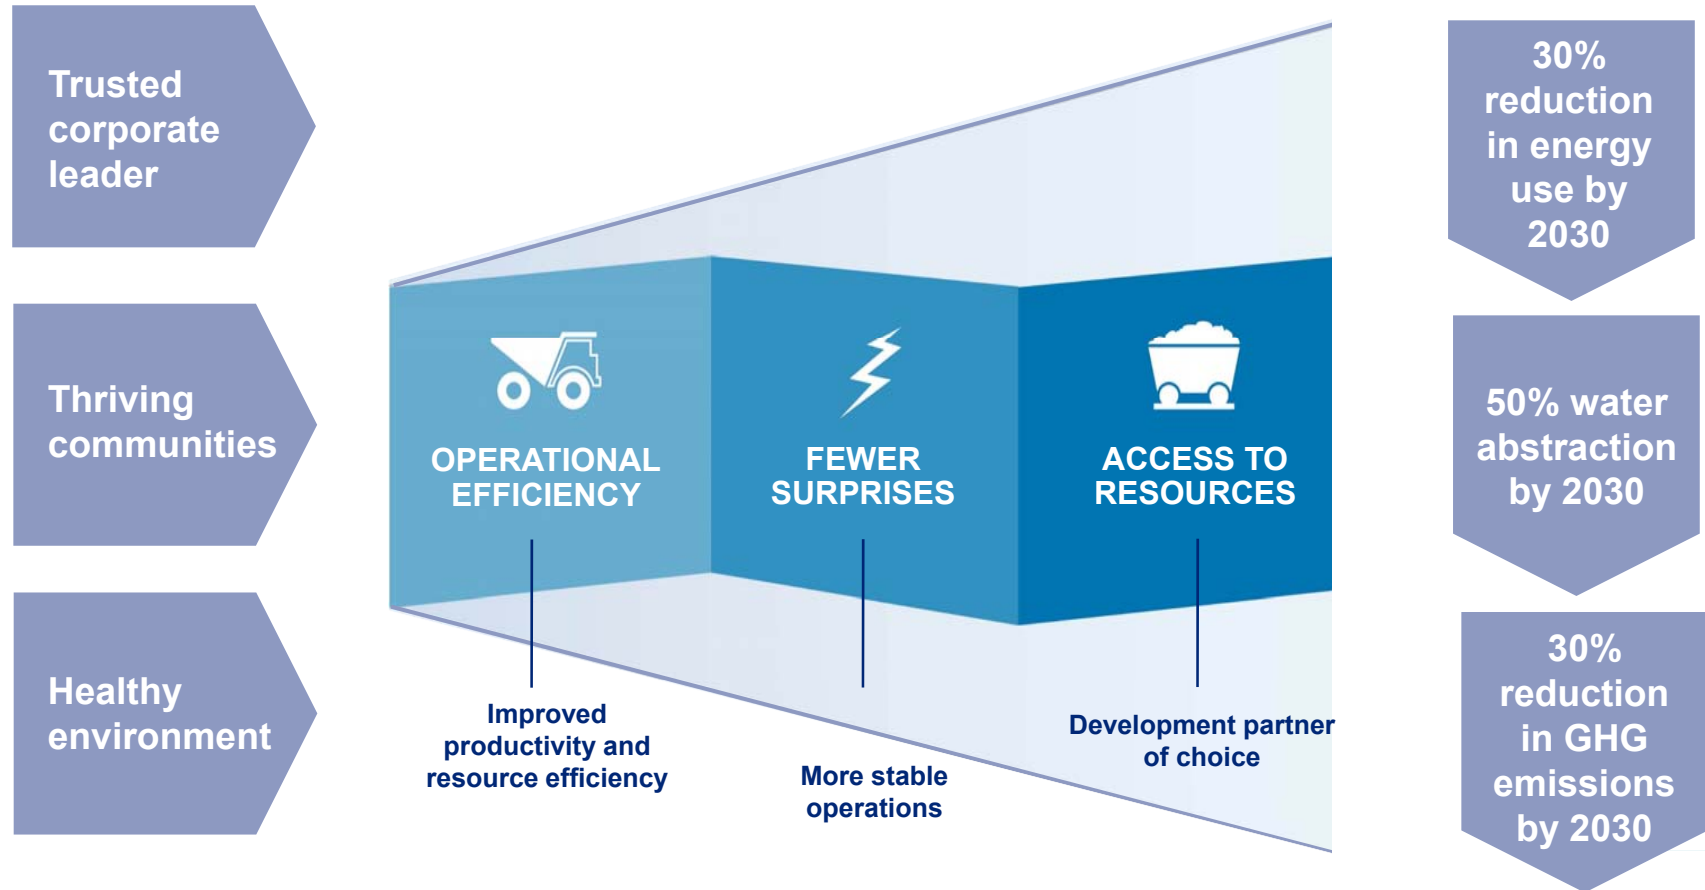 Trusted
corporate
leader
Thriving
communities
Healthy
environment
OPERATIONAL
EFFICIENCY
FEWER
SURPRISES
ACCESS TO
RESOURCES
Improved
productivity and
resource efficiency
More stable
operations
Development partner
of choice
30%
reduction
in energy
use by
2030
50% water
abstraction
by 2030
30%
reduction
in GHG
emissions
by 2030